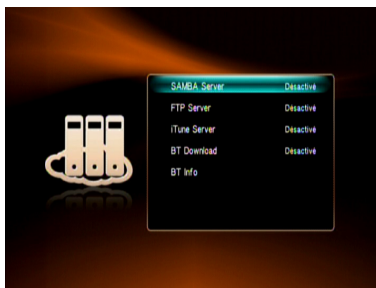 SAMBA Server Désactivé
FTP Server Désactivé
iTune Server Désactivé
BT Download Désactivé
BT Info